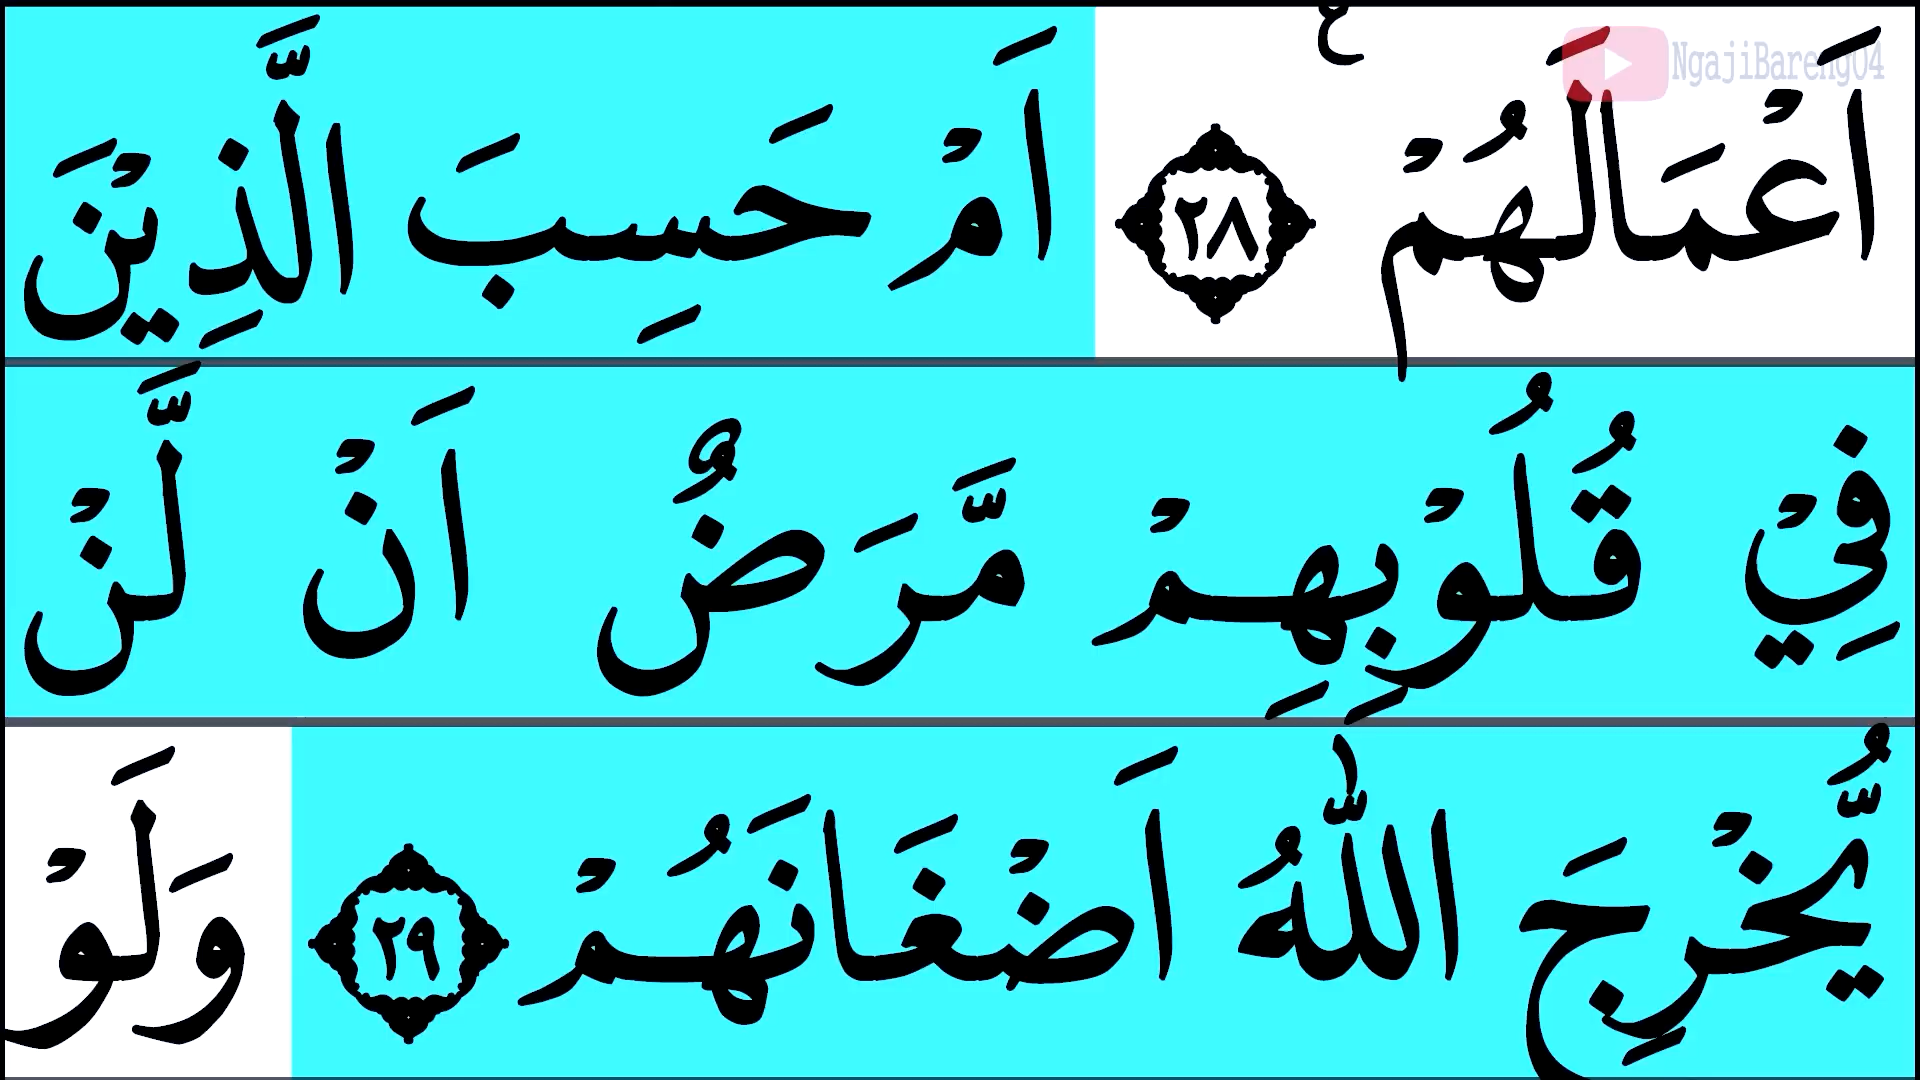 NgajiBareng04
اَعْمَالَهُمْ ࣖ ٢٨ اَمْ حَسِبَ الَّذِيْنَ
فِيْ قُلُوْبِهِمْ مَّرَضٌ اَنْ لَّنْ
يُّخْرِجَ اللّٰهُ اَضْغَانَهُمْ ٢٩ وَلَوْ